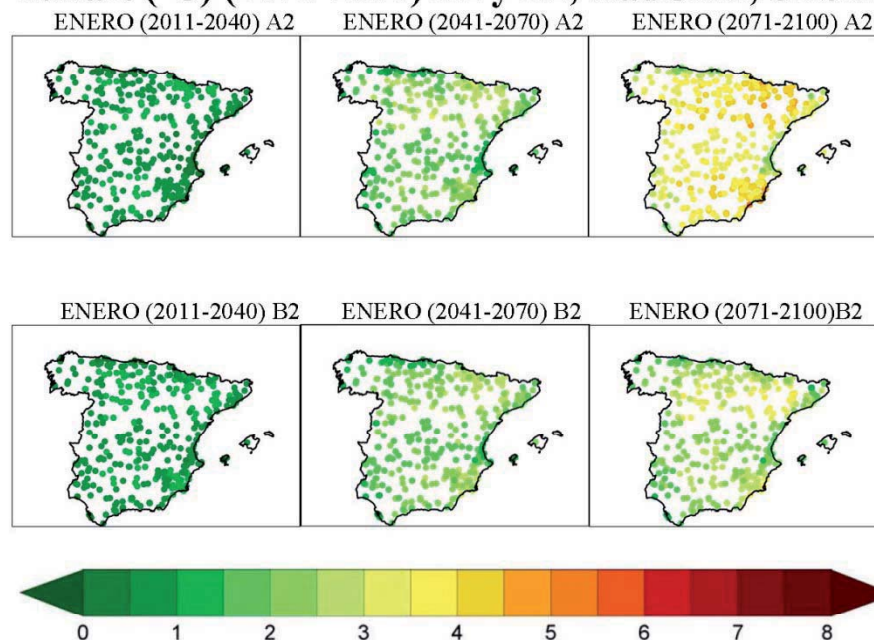 ENERO (2011-2040) A2
ENERO (2041-2070) A2
ENERO (2071-2100) A2
ENERO (2011-2040) B2
ENERO (2041-2070) B2
ENERO (2071-2100)B2
0 1 2 3 4 5 6 7 8